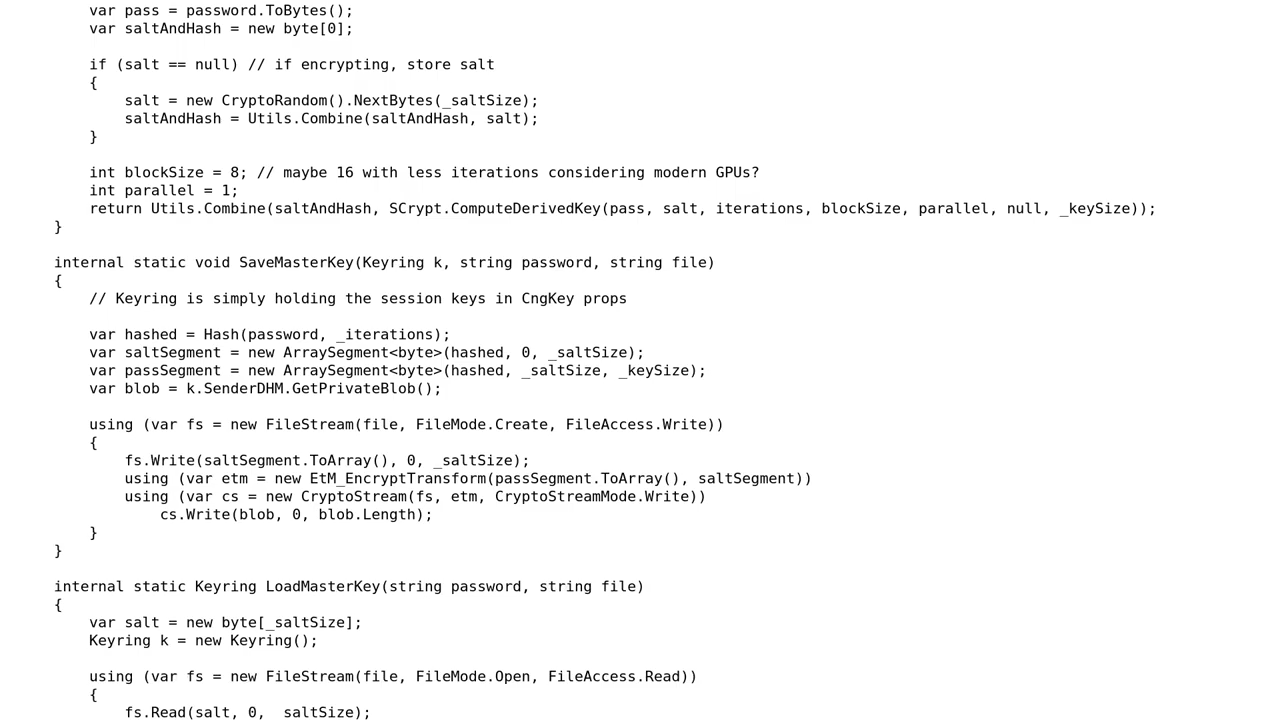 var pass = password.ToBytes();
var saltAndHash = new byte[0];
if (salt == null) // if encrypting, store salt
{
salt = new CryptoRandom().NextBytes(_saltSize);
saltAndHash = Utils.Combine(saltAndHash, salt);
}
int blockSize = 8; // maybe 16 with less iterations considering modern GPUs?
int parallel = 1;
return Utils.Combine(saltAndHash, SCrypt.ComputeDerivedKey(pass, salt, iterations, blockSize, parallel, null, _keySize));
}
internal static void SaveMasterKey(Keyring k, string password, string file)
{
// Keyring is simply holding the session keys in CngKey props
var hashed = Hash(password, _iterations);
var saltSegment = new ArraySegment<byte>(hashed, 0, _saltSize);
var passSegment = new ArraySegment<byte>(hashed, _saltSize, _keySize);
var blob = k.SenderDHM.GetPrivateBlob();
using (var fs = new FileStream(file, FileMode.Create, FileAccess.Write))
{
fs.Write(saltSegment.ToArray(), 0, _saltSize);
using (var etm = new EtM_EncryptTransform(passSegment.ToArray(), saltSegment))
using (var cs = new CryptoStream(fs, etm, CryptoStreamMode.Write))
cs.Write(blob, 0, blob.Length);
}
}
internal static Keyring LoadMasterKey(string password, string file)
{
var salt = new byte[_saltSize];
Keyring k = new Keyring();
using (var fs = new FileStream(file, FileMode.Open, FileAccess.Read))
{
fs.Read(salt, 0, saltSize);